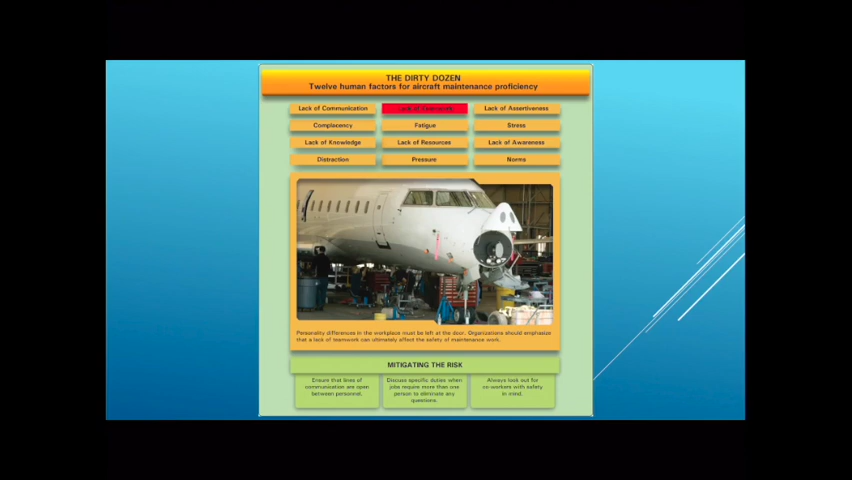 THE DIRTY DOZEN
Twelve human factors for aircraft maintenance proficiency
Lack of Communication
Lack of Teamwork
Lack of Assertiveness
Complacency
Fatigue
Stress
Lack of Knowledge
Lack of Resources
Lack of Awareness
Distraction
Pressure
Norms
Personality differences in the workplace must be left at the door. Organizations should emphasize
that a lack of teamwork can ultimately affect the safety of maintenance work.
MITIGATING THE RISK
Ensure that lines of
communication are open
between personnel.
Discuss specific duties when
jobs require more than one
person to eliminate any
questions.
Always look out for
co-workers with safety
in mind.